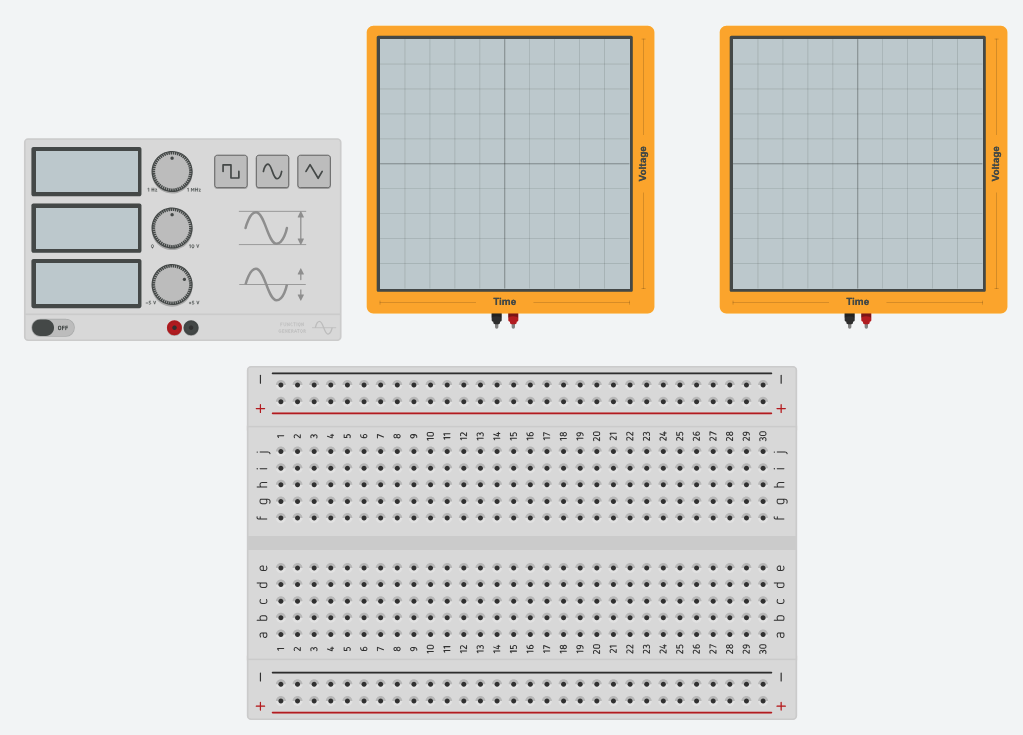 1 Hz 1 MHz
0 10 V
-5 V +5 V
OFF
FUNCTION
GENERATOR
Voltage
Time
Voltage
Time
− −
+ +
1 2 3 4 5 6 7 8 9 10 11 12 13 14 15 16 17 18 19 20 21 22 23 24 25 26 27 28 29 30
j j
i i
h h
g g
f f
e e
d d
c c
b b
a a
1 2 3 4 5 6 7 8 9 10 11 12 13 14 15 16 17 18 19 20 21 22 23 24 25 26 27 28 29 30
− −
+ +